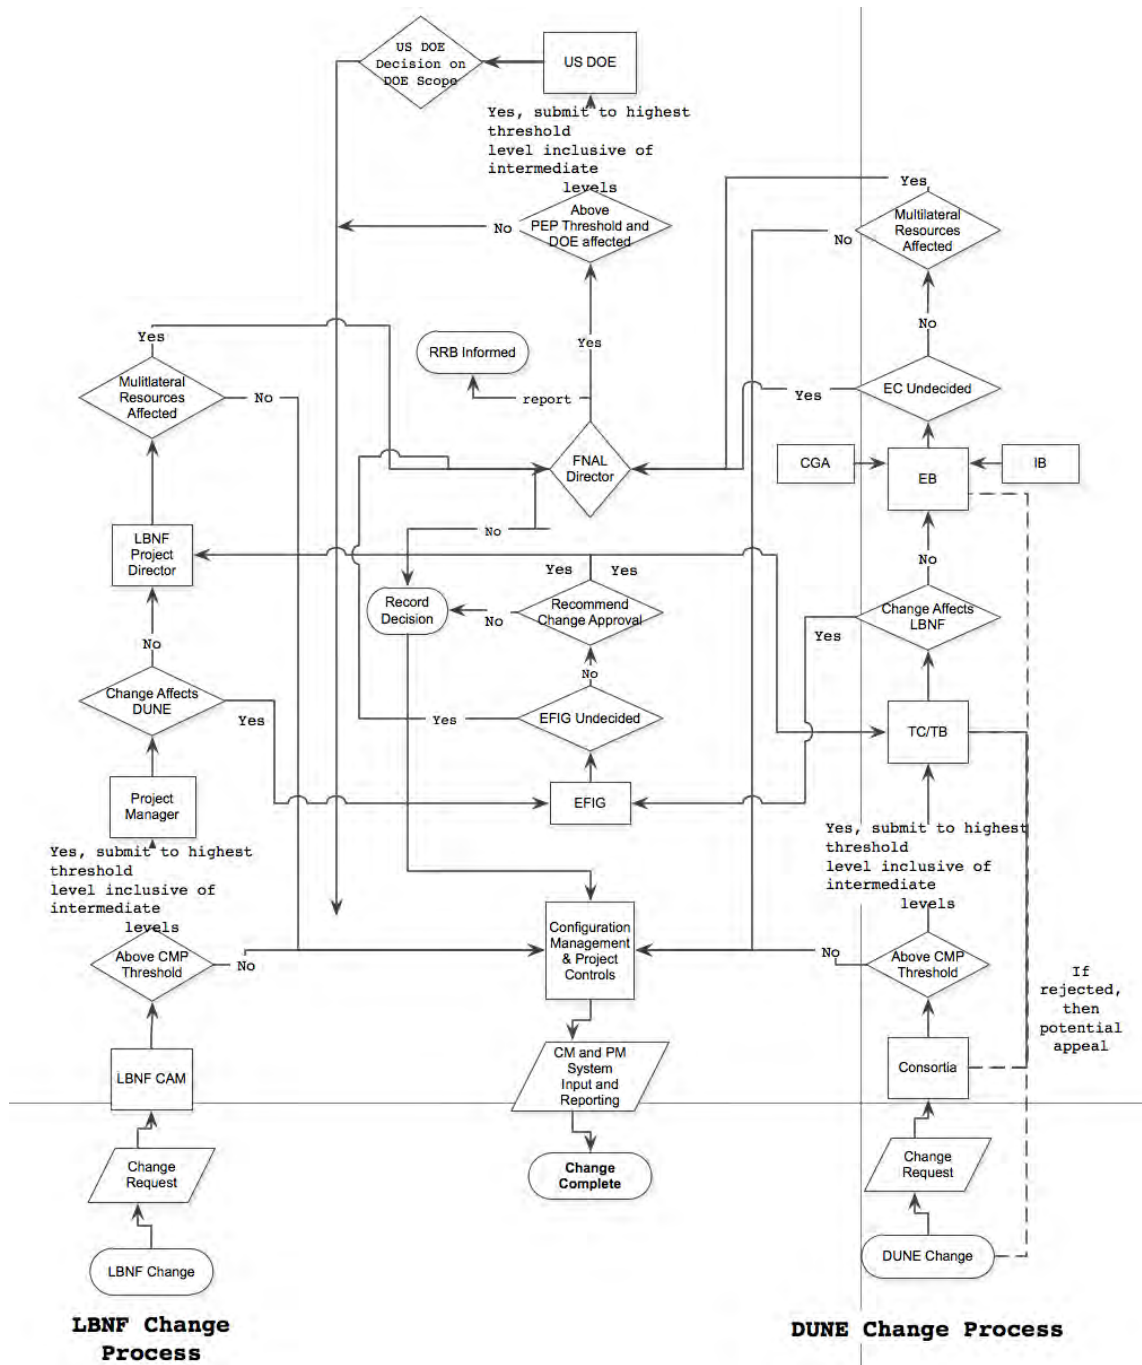 US DOE
Decision on
DOE Scope
US DOE
Yes, submit to highest
threshold
level inclusive of
intermediate
levels
Yes
Above
PEP Threshold and
DOE affected
No
Multilateral
Resources
Affected
No
No
Yes
RRB Informed
Yes
report
Mulitlateral
Resources
Affected
No
EC Undecided
Yes
FNAL
Director
CGA
EB
IB
No
LBNF
Project
Director
No
Yes
Yes
Record
Decision
No
Recommend
Change Approval
Change Affects
LBNF
Yes
No
No
Change Affects
DUNE
Yes
Yes
EFIG Undecided
TC/TB
Project
Manager
EFIG
Yes, submit to highest
threshold
level inclusive of
intermediate
levels
Yes, submit to highest
threshold
level inclusive of
intermediate
levels
Above CMP
Threshold
No
Configuration
Management
& Project
Controls
No
Above CMP
Threshold
If
rejected,
then
potential
appeal
LBNF CAM
CM and PM
System
Input and
Reporting
Consortia
Change
Request
Change
Complete
Change
Request
LBNF Change
DUNE Change
LBNF Change
Process
DUNE Change Process